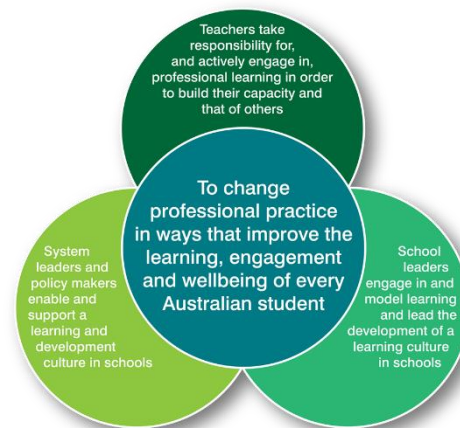 Teachers take
responsibility for,
and actively engage in,
professional learning in order
to build their capacity and
that of others
To change
professional practice
in ways that improve the
learning, engagement
and wellbeing of every
Australian student
System
leaders and
policy makers
enable and
support a
learning and
development
culture in schools
School
leaders
engage in and
model learning
and lead the
development of a
learning culture
in schools